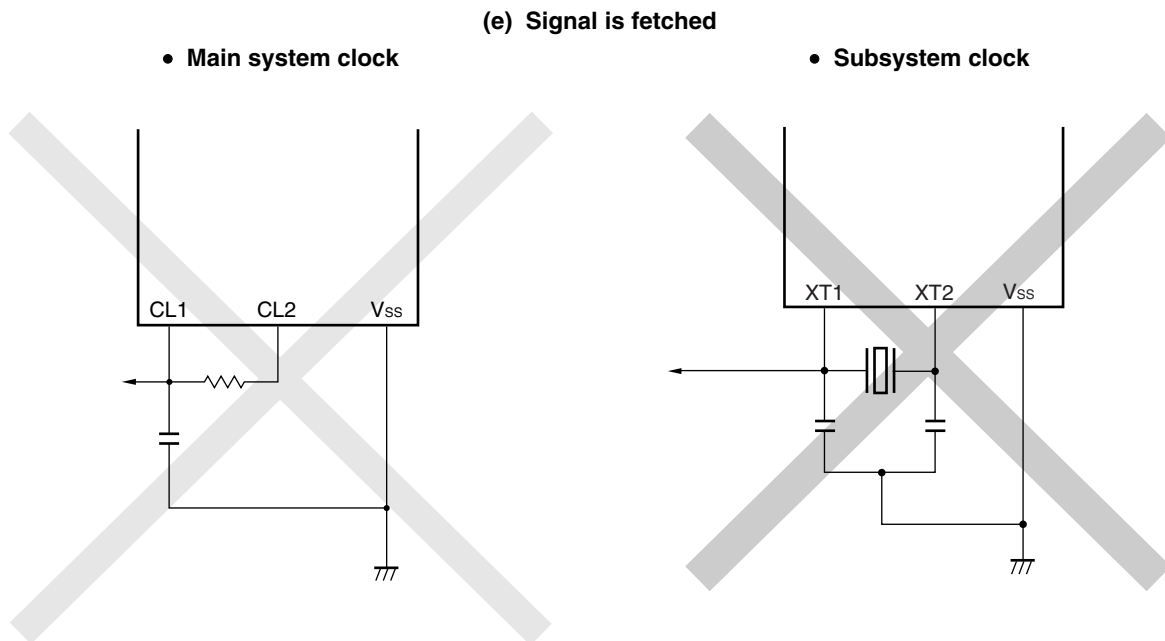 (e) Signal is fetched
• Main system clock
• Subsystem clock
CL1 CL2 VSS
XT1 XT2 VSS